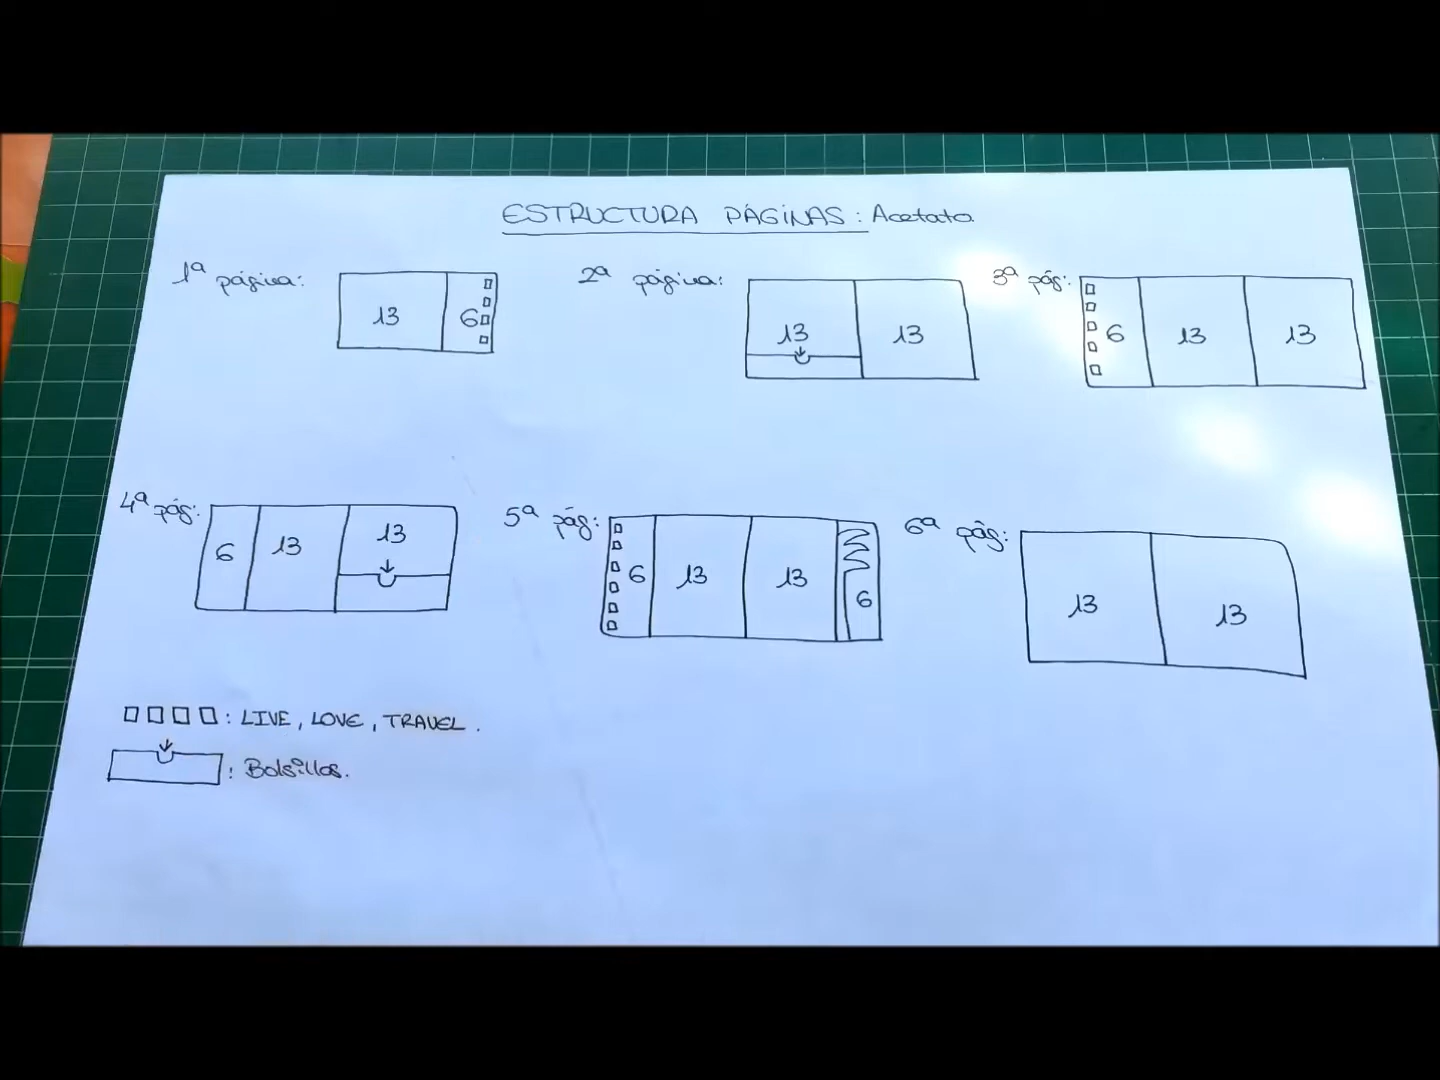 ESTRUCTURA PÁGINAS: Acetato
1ª página:
13
6
2ª página:
13
13
3ª pág:
6
13
13
4ª pág:
6
13
13
5ª pág:
6
13
13
6
6ª pág:
13
13
: LIVE, LOVE, TRAVEL.
: Bolsillos.